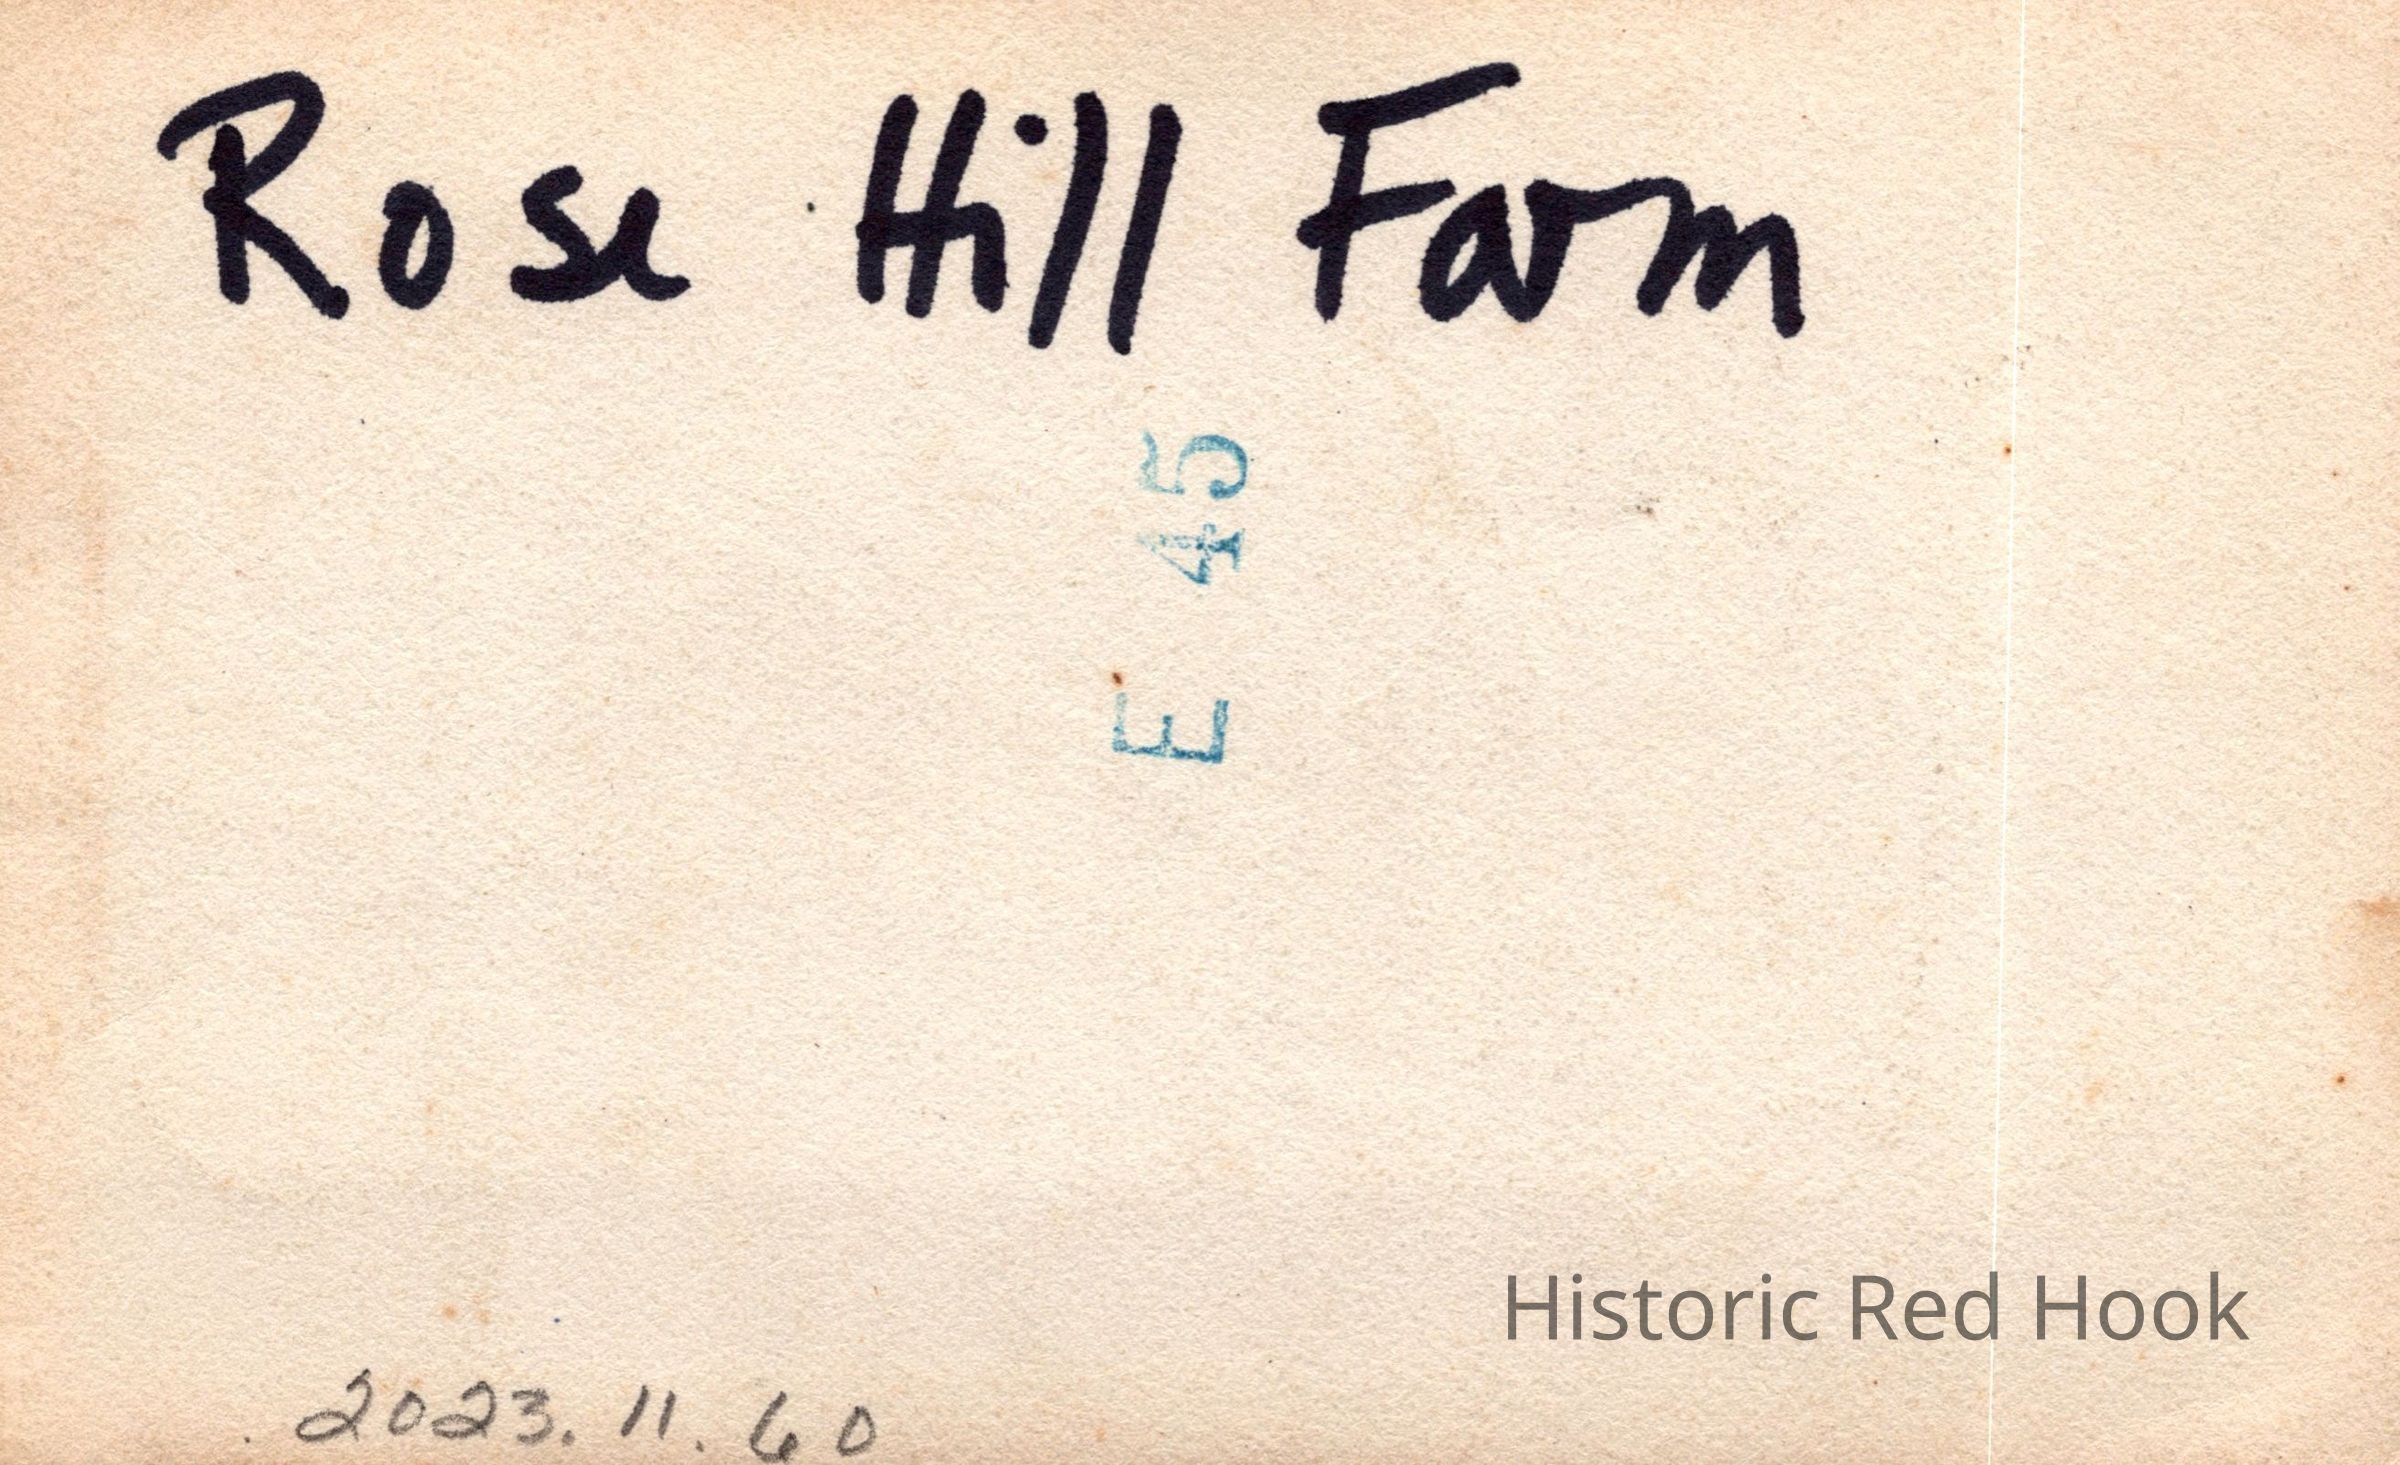 Rose Hill Farm
E 45
Historic Red Hook
2023.11.60